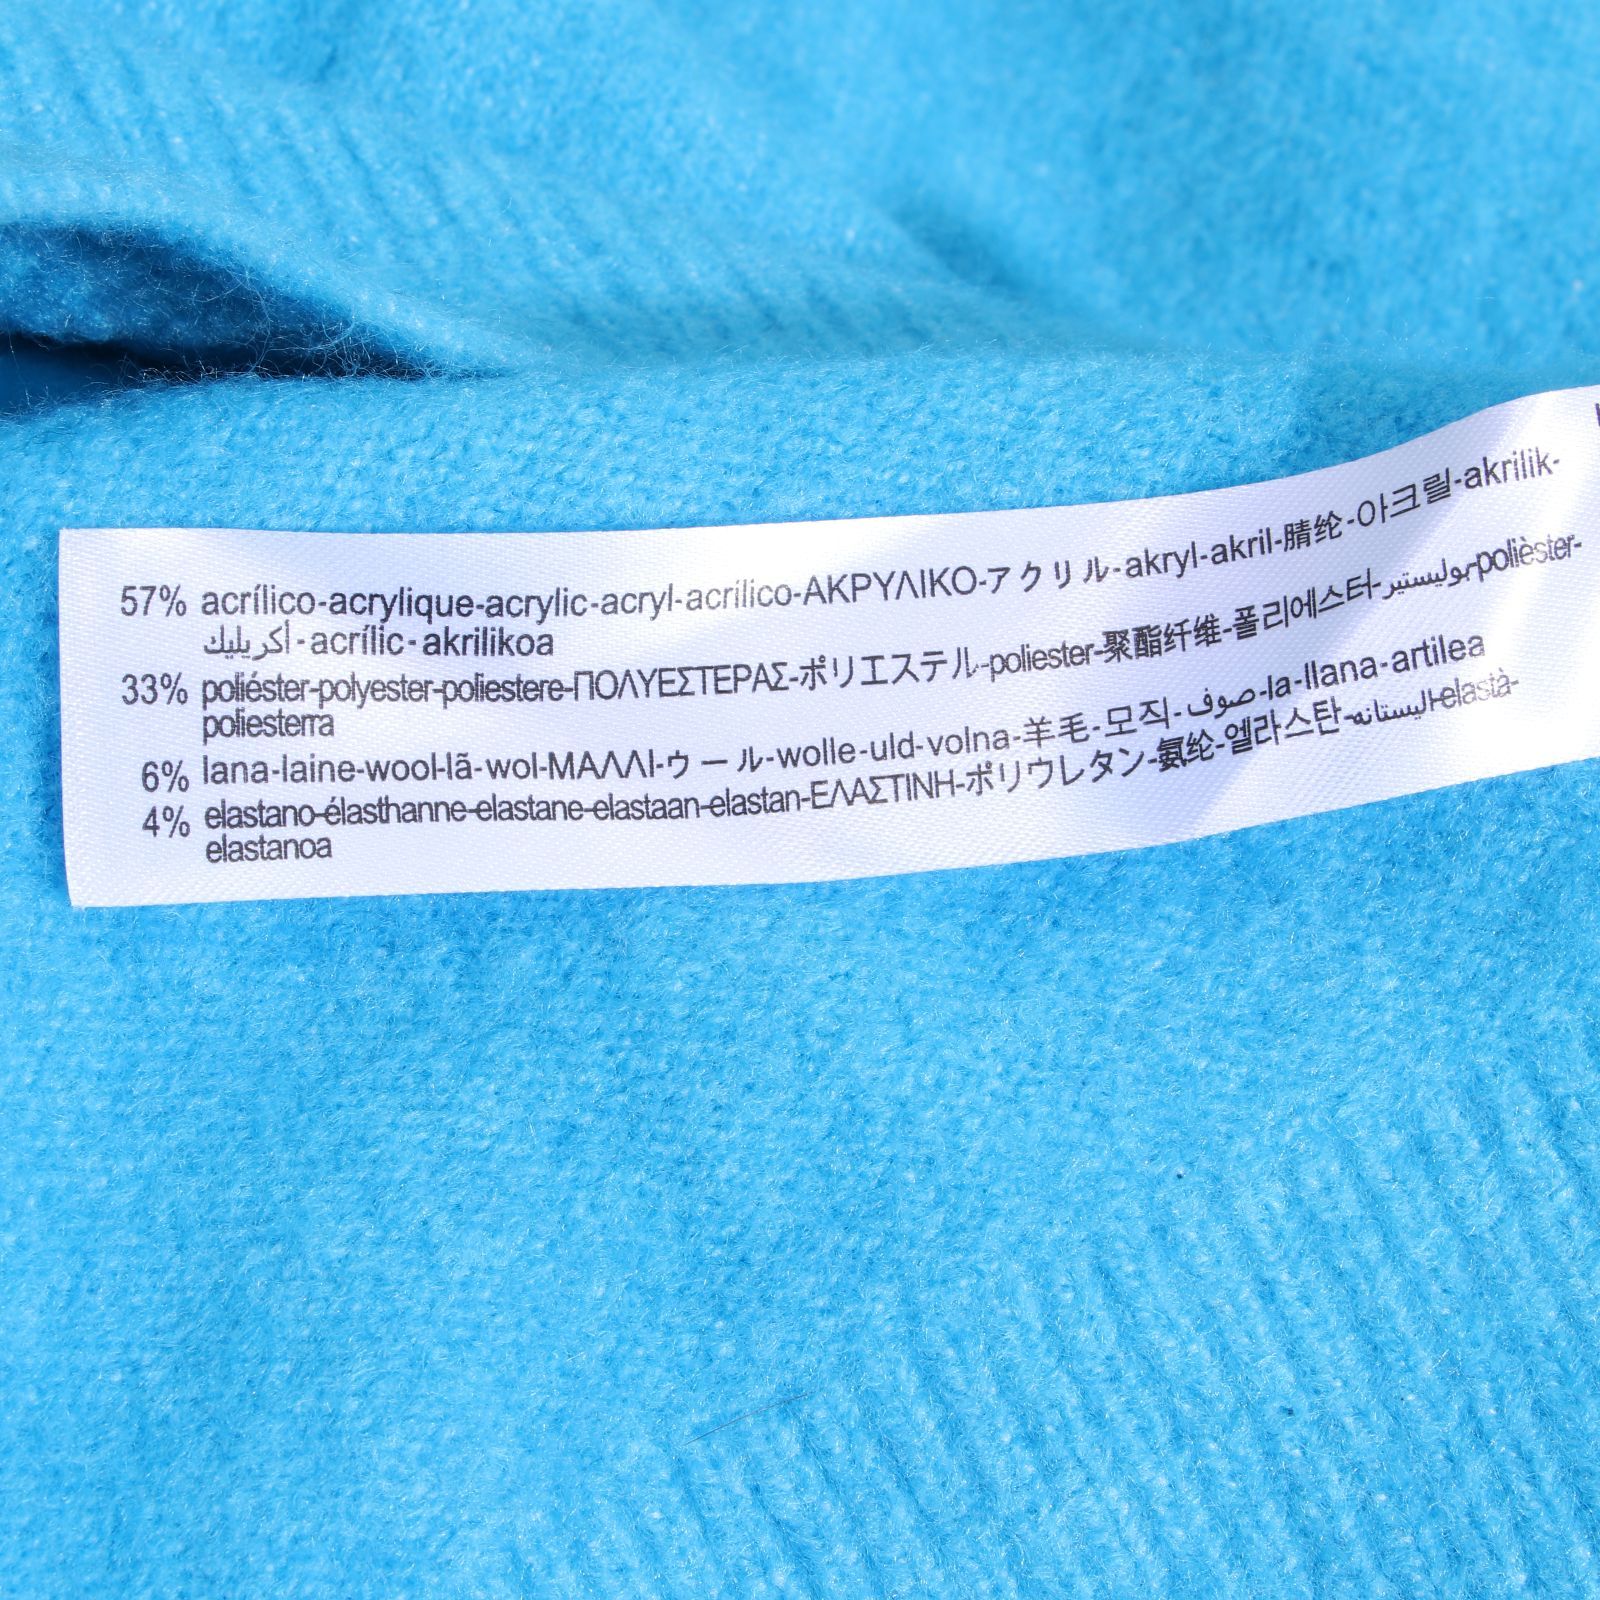 57% acrílico-acrylique-acrylic-acryl-acrilico-ΑΚΡΥΛΙΚΟ-アクリル-akryl-akril-腈纶-아크릴-akrilik-
أكريليك-acrílic-akrilikoa
33% poliéster-polyester-poliestere-ΠΟΛΥΕΣΤΕΡΑΣ-ポリエステル-poliester-聚酯纤维-폴리에스터-بوليستير-polièster-
poliesterra
6% lana-laine-wool-lã-wol-ΜΑΛΛΙ-ウール-wolle-uld-volna-羊毛-모직-صوف-la-llana-artilea
4% elastano-élasthanne-elastane-elastaan-elastan-ΕΛΑΣΤΙΝΗ-ポリウレタン-氨纶-엘라스탄-اليستانه-elastà-
elastanoa